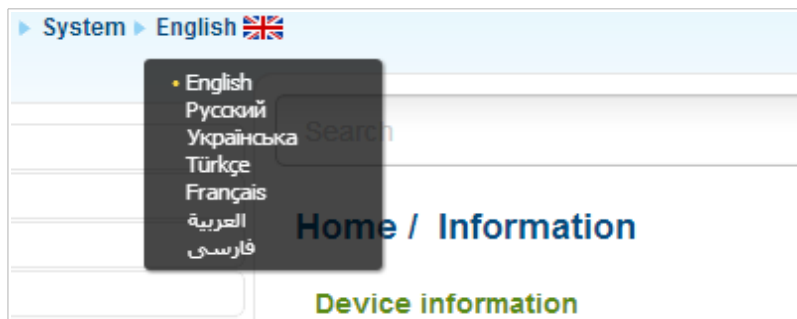 System English
English
Русский
Українська
Türkçe
Français
العربية
فارسی
Search
Home / Information
Device information